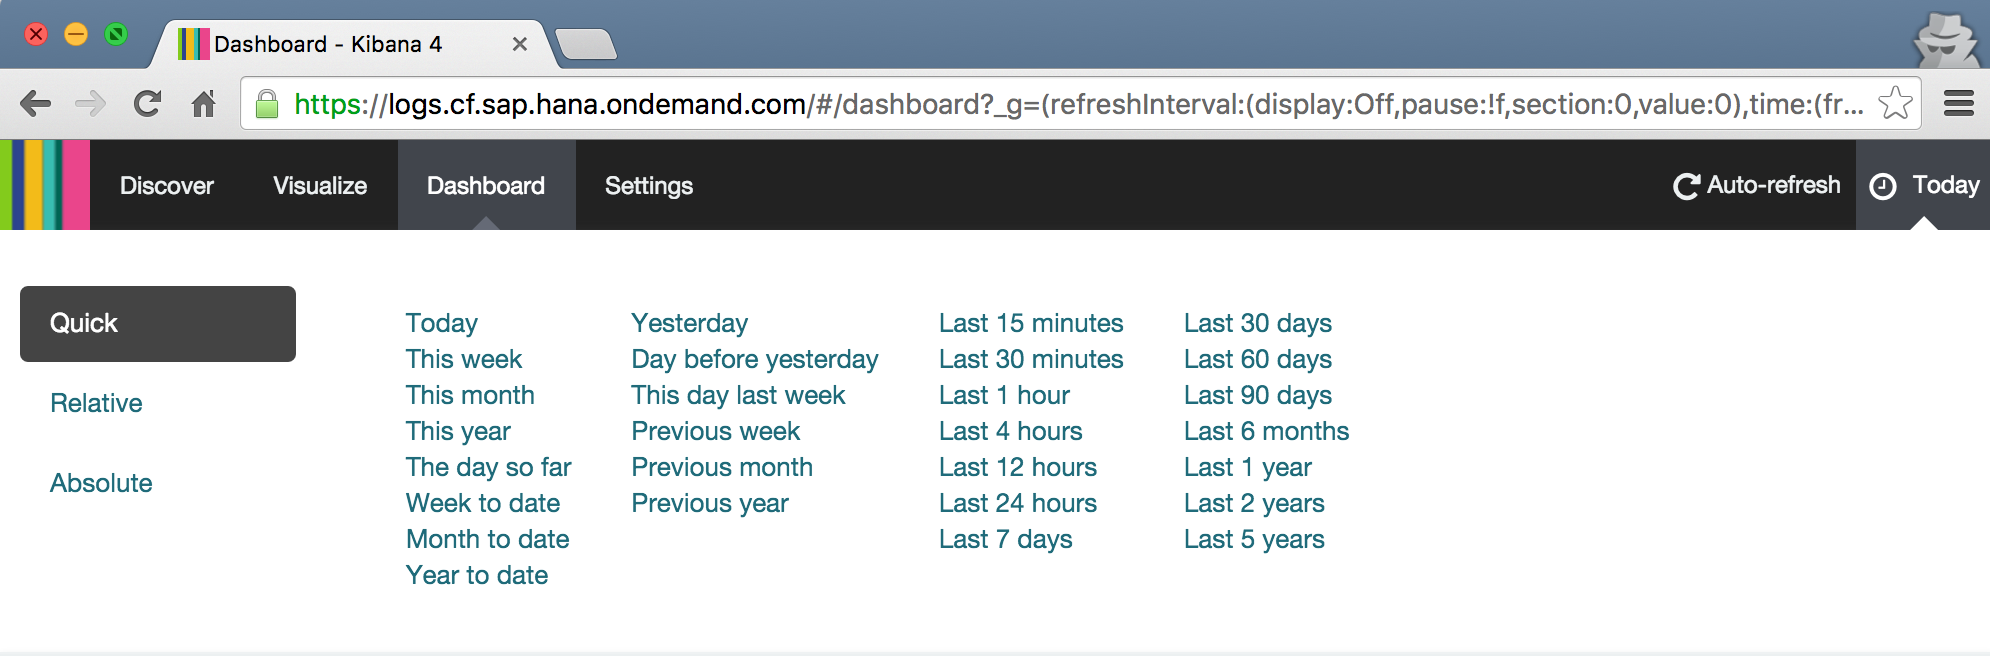 Dashboard - Kibana 4
https://logs.cf.sap.hana.ondemand.com/#/dashboard?_g=(refreshInterval:(display:Off,pause:!f,section:0,value:0),time:(fr...
Discover Visualize Dashboard Settings Auto-refresh Today
Quick
Relative
Absolute
Today
This week
This month
This year
The day so far
Week to date
Month to date
Year to date
Yesterday
Day before yesterday
This day last week
Previous week
Previous month
Previous year
Last 15 minutes
Last 30 minutes
Last 1 hour
Last 4 hours
Last 12 hours
Last 24 hours
Last 7 days
Last 30 days
Last 60 days
Last 90 days
Last 6 months
Last 1 year
Last 2 years
Last 5 years